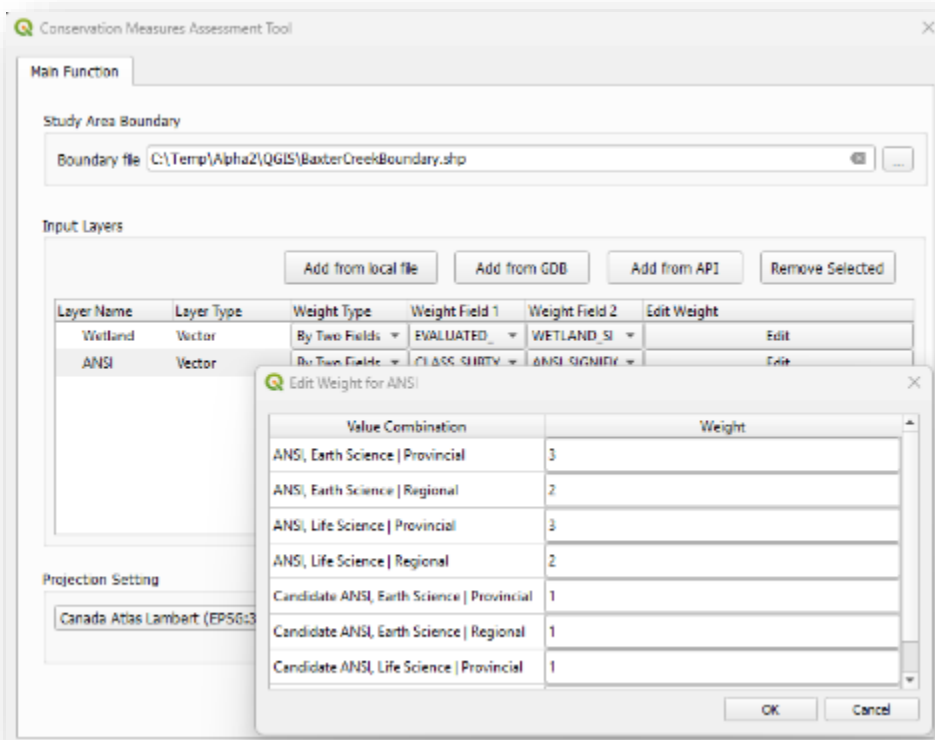 Conservation Measures Assessment Tool
Main Function
Study Area Boundary
Boundary file C:\Temp\Alpha2\QGIS\BaxterCreekBoundary.shp ...
Input Layers
Add from local file Add from GDB Add from API Remove Selected
Layer Name Layer Type Weight Type Weight Field 1 Weight Field 2 Edit Weight
Wetland Vector By Two Fields EVALUATED_ WETLAND_SI Edit
ANSI Vector By Two Fields CLASS_SUBTY ANSI_SIGNIFIC Edit
Edit Weight for ANSI
Value Combination Weight
ANSI, Earth Science | Provincial 3
ANSI, Earth Science | Regional 2
ANSI, Life Science | Provincial 3
ANSI, Life Science | Regional 2
Candidate ANSI, Earth Science | Provincial 1
Candidate ANSI, Earth Science | Regional 1
Candidate ANSI, Life Science | Provincial 1
OK Cancel
Projection Setting
Canada Atlas Lambert (EPSG:3